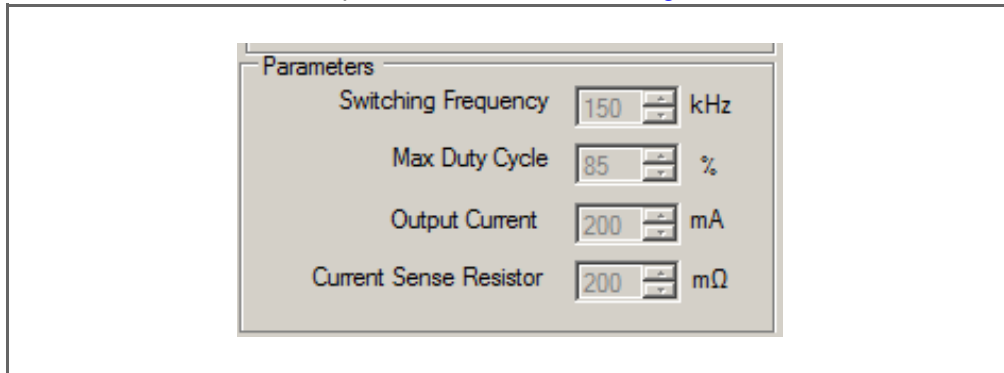 Parameters
Switching Frequency 150 kHz
Max Duty Cycle 85 %
Output Current 200 mA
Current Sense Resistor 200 mΩ